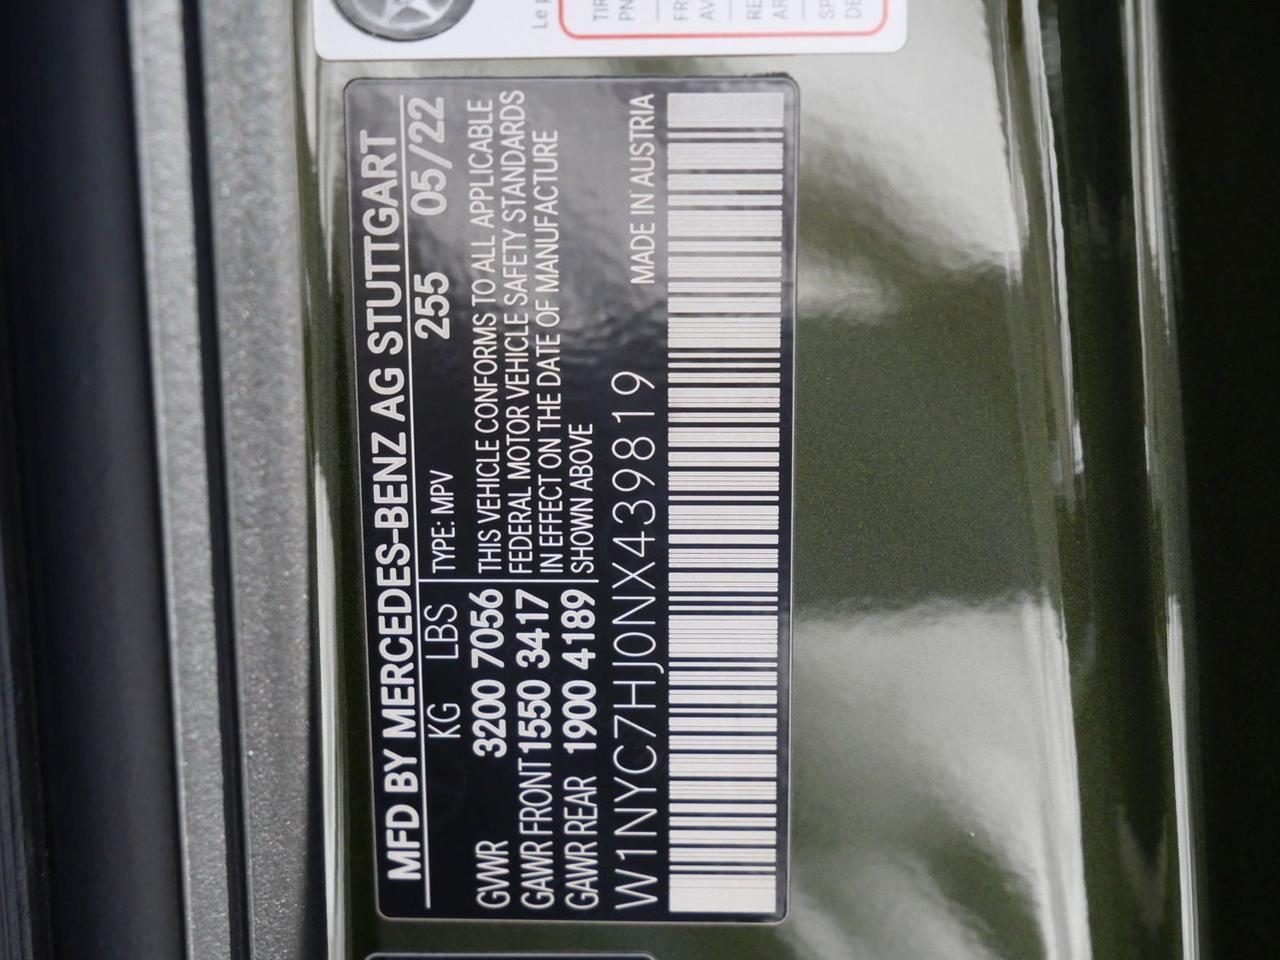 MFD BY MERCEDES-BENZ AG STUTTGART
KG LBS TYPE: MPV 255 05/22
GWWR 3200 7056 THIS VEHICLE CONFORMS TO ALL APPLICABLE
GAWR FRONT 1550 3417 FEDERAL MOTOR VEHICLE SAFETY STANDARDS
IN EFFECT ON THE DATE OF MANUFACTURE
GAWR REAR 1900 4189 SHOWN ABOVE
W1NYC7HJ0NX439819 MADE IN AUSTRIA